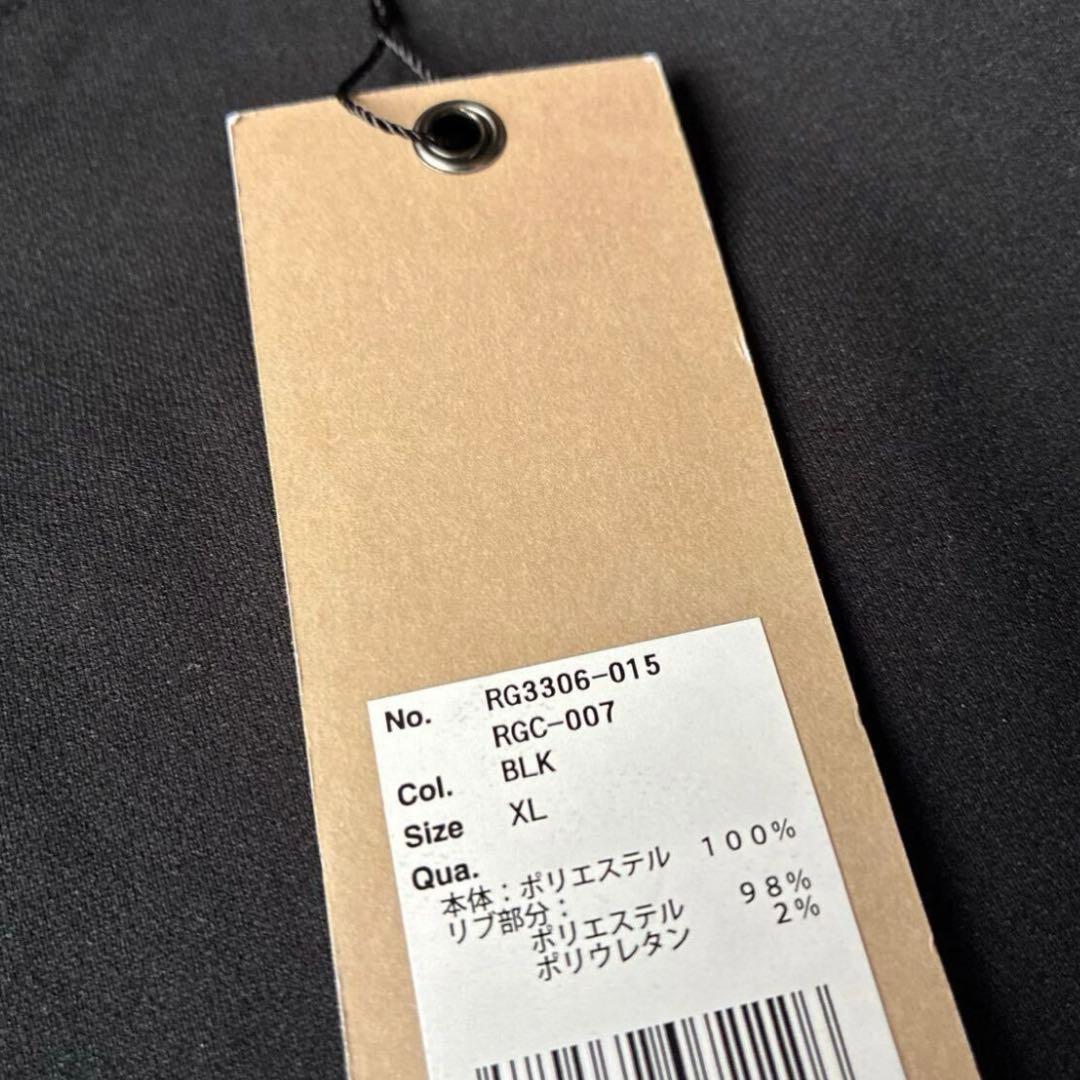 No. RG3306-015
RGC-007
Col. BLK
Size XL
Qua.
本体：ポリエステル 100%
リブ部分：
ポリエステル 98%
ポリウレタン 2%